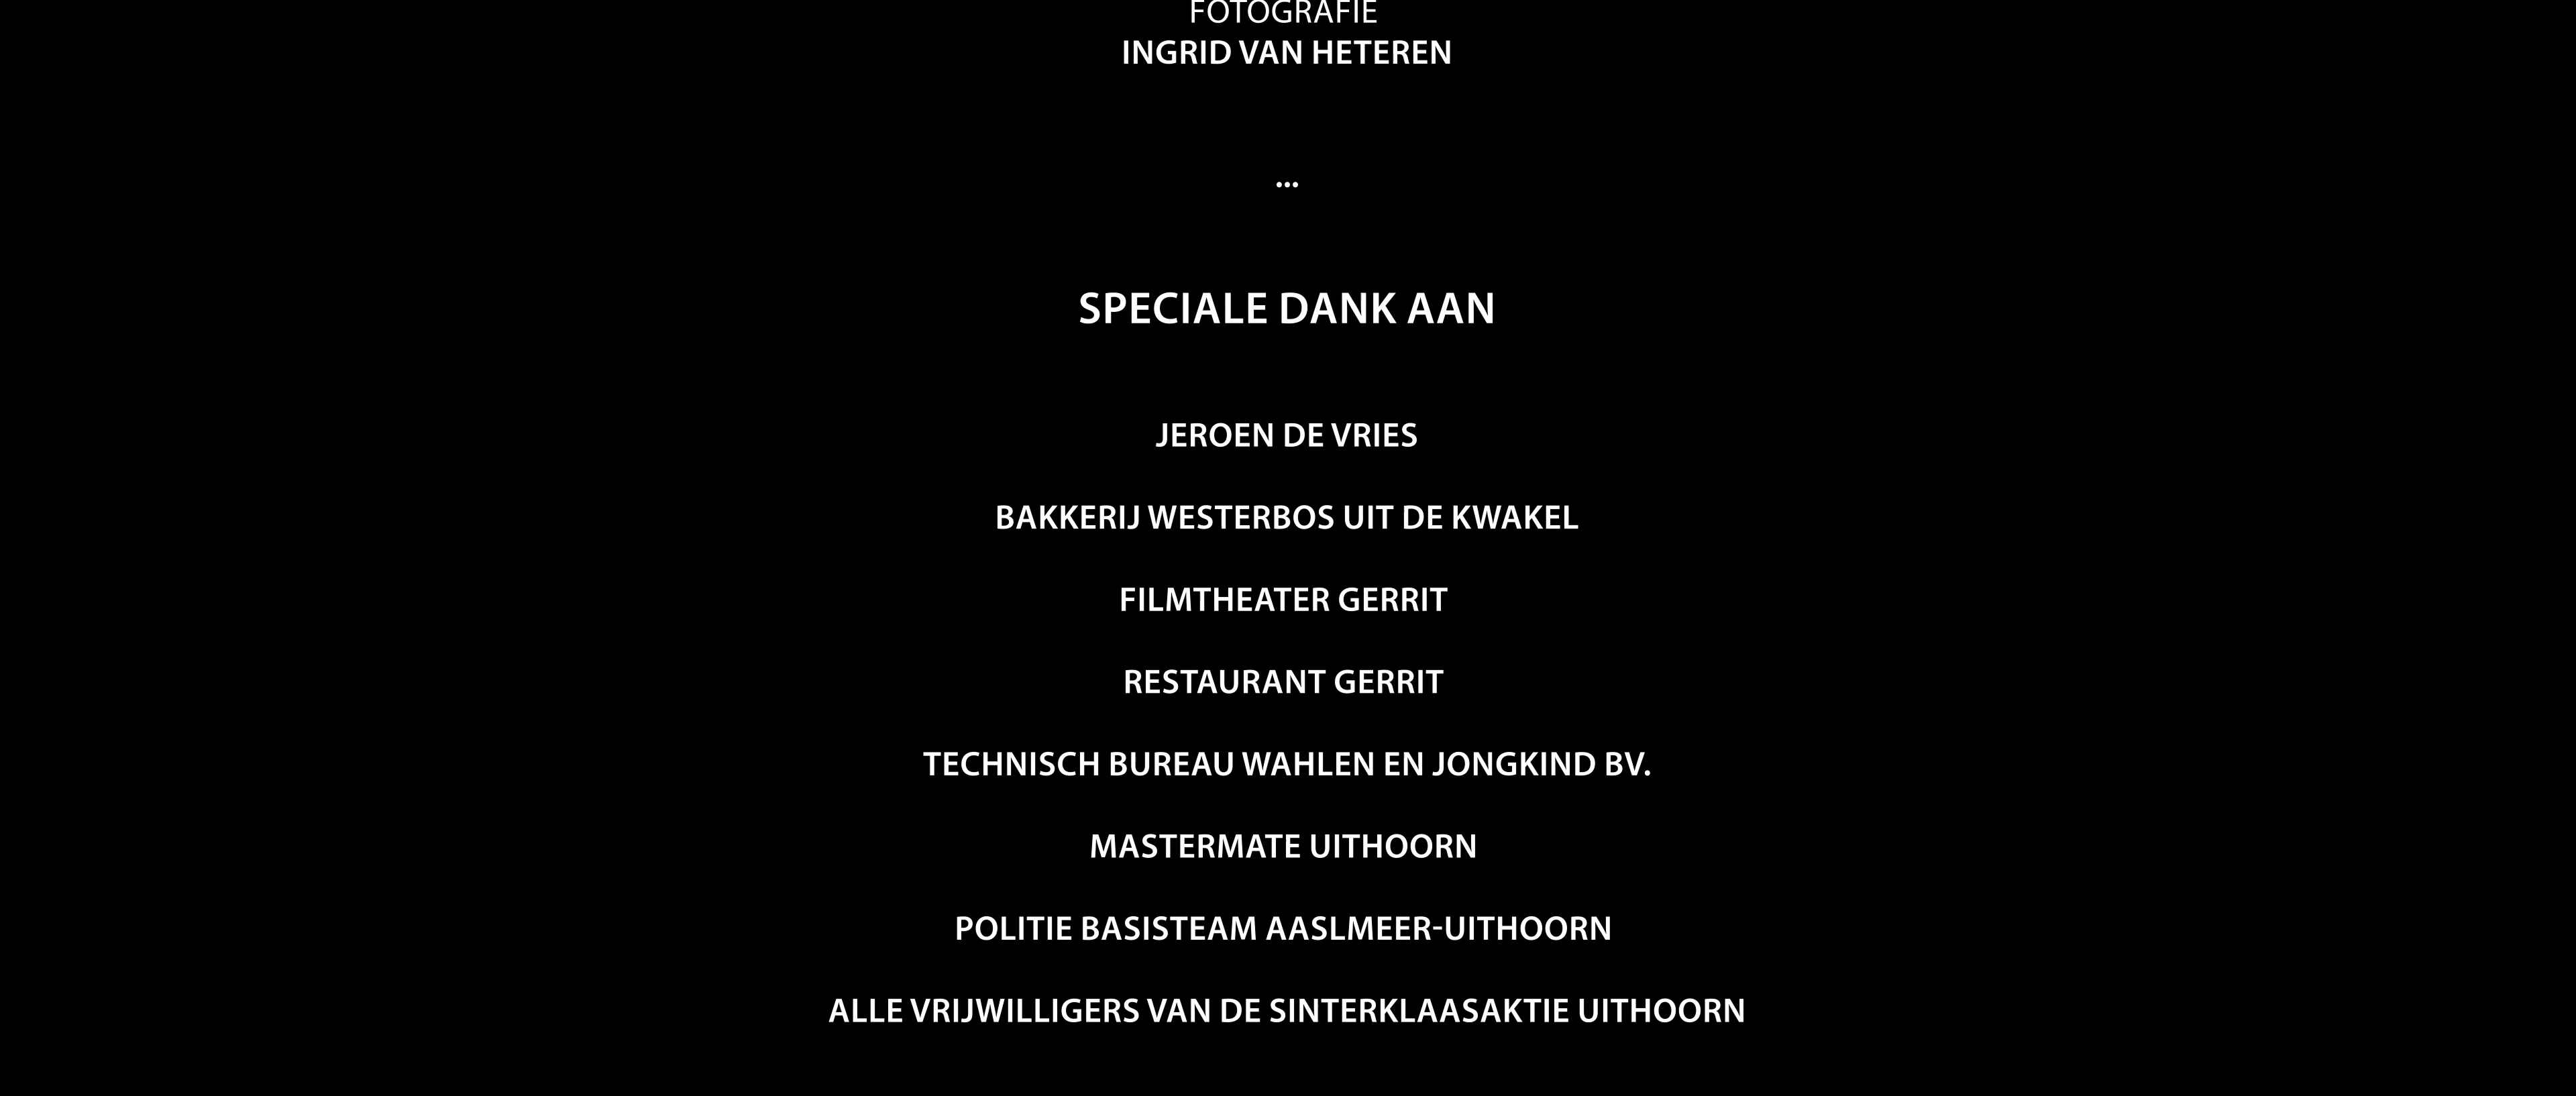 FOTOGRAFIE
INGRID VAN HETEREN
...
SPECIALE DANK AAN
JEROEN DE VRIES
BAKKERIJ WESTERBOS UIT DE KWAKEL
FILMTHEATER GERRIT
RESTAURANT GERRIT
TECHNISCH BUREAU WAHLEN EN JONGKIND BV.
MASTERMATE UITHOORN
POLITIE BASISTEAM AASLMEER-UITHOORN
ALLE VRIJWILLIGERS VAN DE SINTERKLAASAKTIE UITHOORN